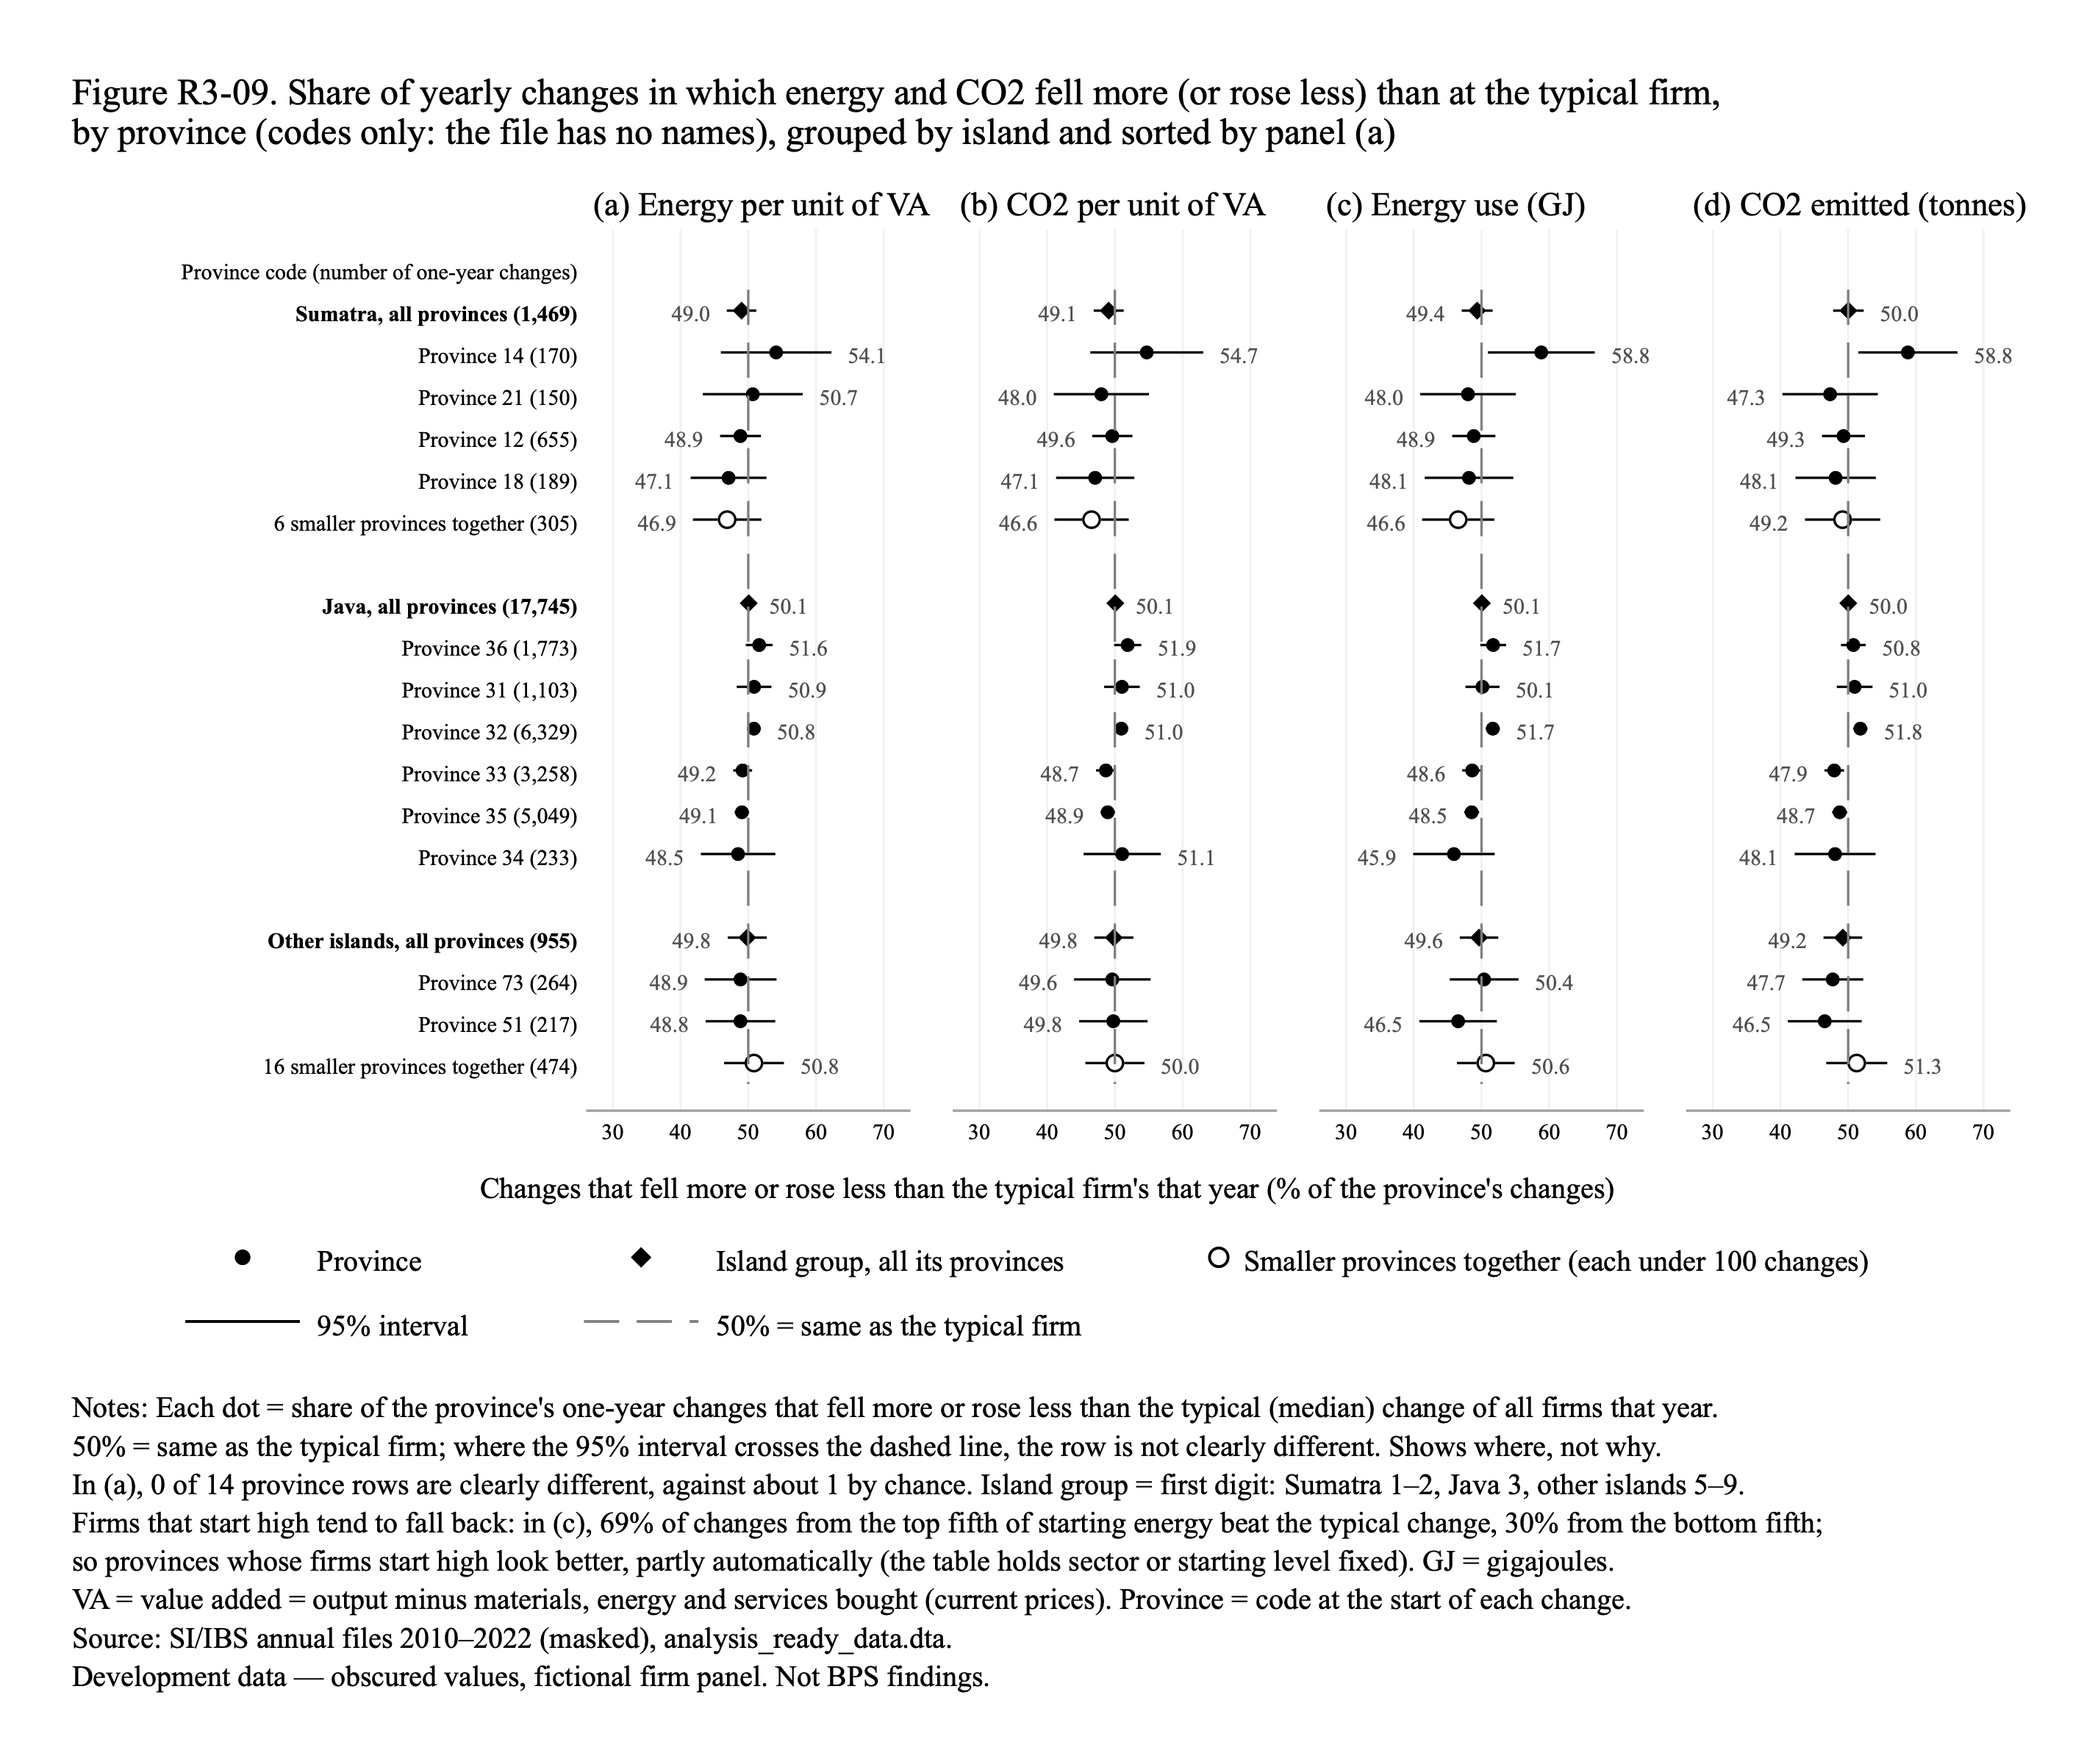 Figure R3-09. Share of yearly changes in which energy and CO2 fell more (or rose less) than at the typical firm,
by province (codes only: the file has no names), grouped by island and sorted by panel (a)
(a) Energy per unit of VA (b) CO2 per unit of VA (c) Energy use (GJ) (d) CO2 emitted (tonnes)
Province code (number of one-year changes)
Sumatra, all provinces (1,469) 49.0 49.1 49.4 50.0
Province 14 (170) 54.1 54.7 58.8 58.8
Province 21 (150) 50.7 48.0 48.0 47.3
Province 12 (655) 48.9 49.6 48.9 49.3
Province 18 (189) 47.1 47.1 48.1 48.1
6 smaller provinces together (305) 46.9 46.6 46.6 49.2
Java, all provinces (17,745) 50.1 50.1 50.1 50.0
Province 36 (1,773) 51.6 51.9 51.7 50.8
Province 31 (1,103) 50.9 51.0 50.1 51.0
Province 32 (6,329) 50.8 51.0 51.7 51.8
Province 33 (3,258) 49.2 48.7 48.6 47.9
Province 35 (5,049) 49.1 48.9 48.5 48.7
Province 34 (233) 48.5 51.1 45.9 48.1
Other islands, all provinces (955) 49.8 49.8 49.6 49.2
Province 73 (264) 48.9 49.6 50.4 47.7
Province 51 (217) 48.8 49.8 46.5 46.5
16 smaller provinces together (474) 50.8 50.0 50.6 51.3
30 40 50 60 70 30 40 50 60 70 30 40 50 60 70 30 40 50 60 70
Changes that fell more or rose less than the typical firm's that year (% of the province's changes)
Province Island group, all its provinces Smaller provinces together (each under 100 changes)
95% interval 50% = same as the typical firm
Notes: Each dot = share of the province's one-year changes that fell more or rose less than the typical (median) change of all firms that year.
50% = same as the typical firm; where the 95% interval crosses the dashed line, the row is not clearly different. Shows where, not why.
In (a), 0 of 14 province rows are clearly different, against about 1 by chance. Island group = first digit: Sumatra 1–2, Java 3, other islands 5–9.
Firms that start high tend to fall back: in (c), 69% of changes from the top fifth of starting energy beat the typical change, 30% from the bottom fifth;
so provinces whose firms start high look better, partly automatically (the table holds sector or starting level fixed). GJ = gigajoules.
VA = value added = output minus materials, energy and services bought (current prices). Province = code at the start of each change.
Source: SI/IBS annual files 2010–2022 (masked), analysis_ready_data.dta.
Development data — obscured values, fictional firm panel. Not BPS findings.